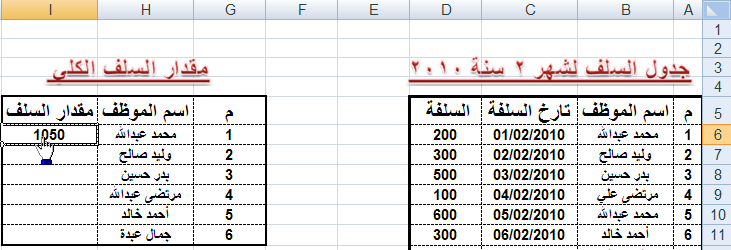 A B C D E F G H I
1
2
3 جدول السلف لشهر ٢ سنة ٢٠١٠ مقدار السلف الكلي
4
5 م اسم الموظف تارخ السلفة السلفة م اسم الموظف مقدار السلف
6 1 محمد عبدالله 01/02/2010 200 1 محمد عبدالله 1050
7 2 وليد صالح 02/02/2010 300 2 وليد صالح
8 3 بدر حسين 03/02/2010 500 3 بدر حسين
9 4 مرتضى علي 04/02/2010 100 4 مرتضى عبدالله
10 5 محمد عبدالله 05/02/2010 600 5 أحمد خالد
11 6 أحمد خالد 06/02/2010 300 6 جمال عبدة